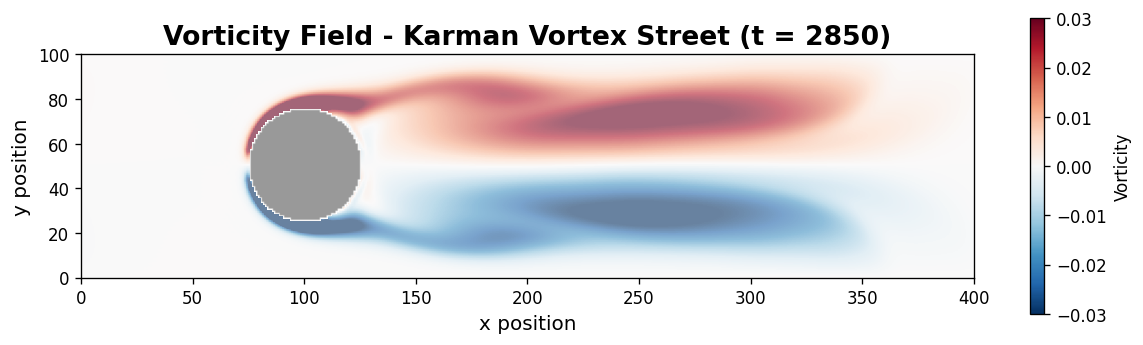 Vorticity Field - Karman Vortex Street (t = 2850)
100
80
60
40
20
0
y position
0 50 100 150 200 250 300 350 400
x position
0.03
0.02
0.01
0.00
−0.01
−0.02
−0.03
Vorticity